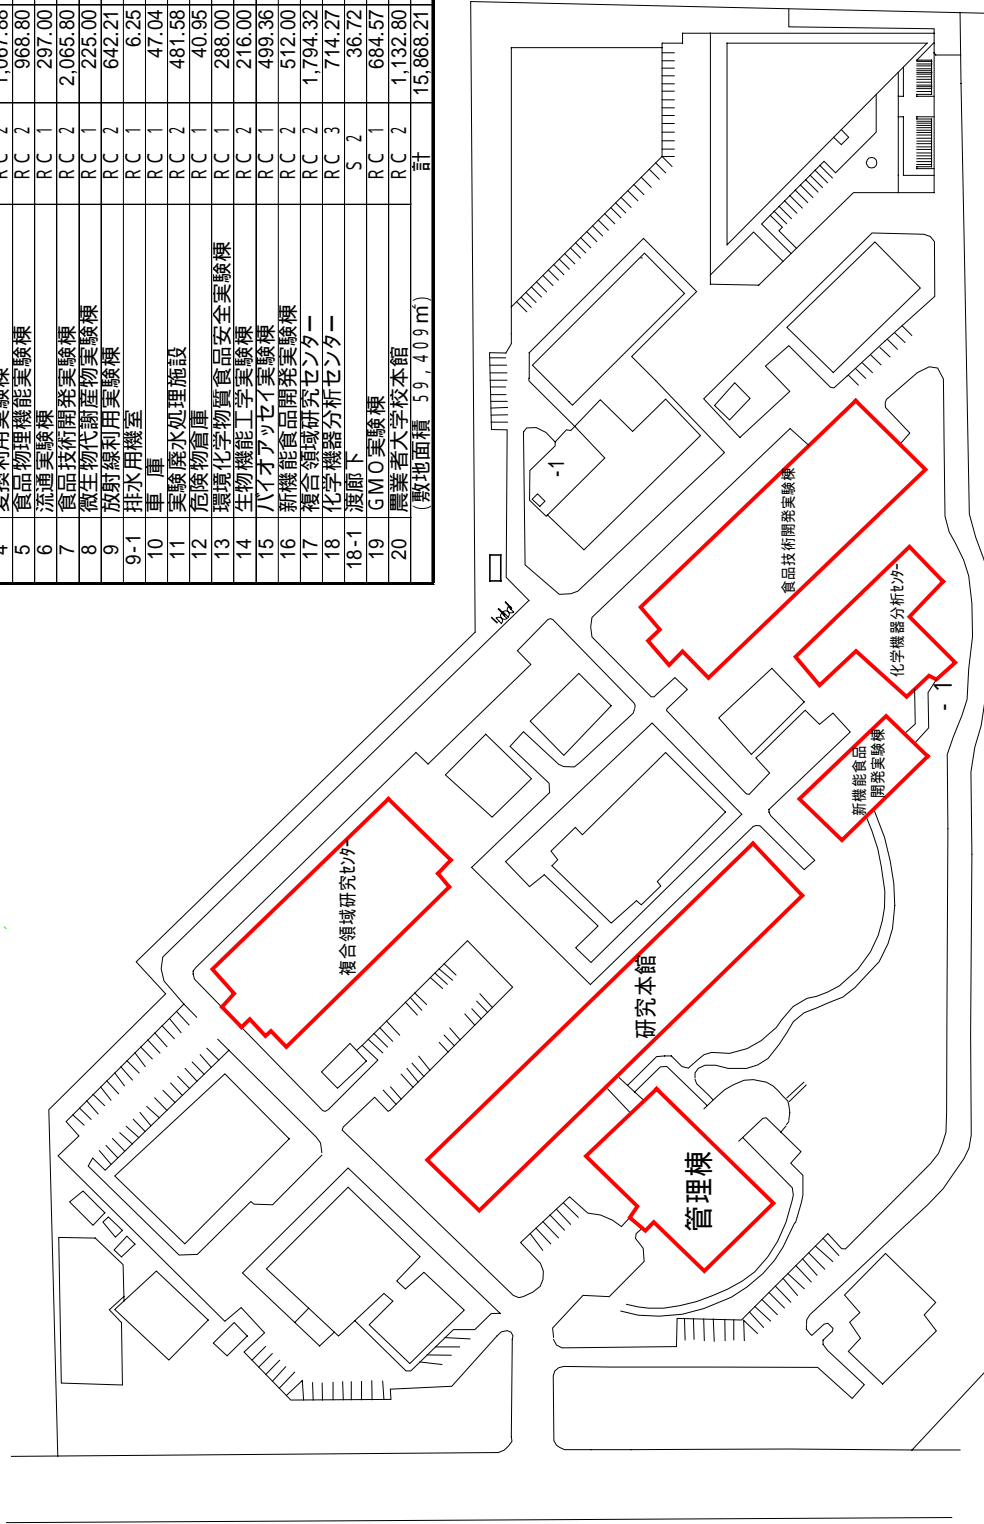 4 変換利用実験棟 RC 2
5 食品物理機能実験棟 RC 2 968.80
6 流通実験棟 RC 1 297.00
7 食品技術開発実験棟 RC 2 2,065.80
8 微生物代謝産物実験棟 RC 1 225.00
9 放射線利用実験棟 RC 2 642.21
9-1 排水用機室 RC 1 6.25
10 車庫 RC 1 47.04
11 実験廃水処理施設 RC 2 481.58
12 危険物倉庫 RC 1 40.95
13 環境化学物質食品安全実験棟 RC 1 288.00
14 生物機能工学実験棟 RC 2 216.00
15 バイオアッセイ実験棟 RC 1 499.36
16 新機能食品開発実験棟 RC 2 512.00
17 複合領域研究センター RC 2 1,794.32
18 化学機器分析センター RC 3 714.27
18-1 渡廊下 S 2 36.72
19 GMO実験棟 RC 1 684.57
20 農業者大学校本館 RC 2 1,132.80
(敷地面積 59,409㎡) 計 15,868.21
-1
食品技術開発実験棟
化学機器分析センター
-1
新機能食品
開発実験棟
複合領域研究センター
研究本館
管理棟